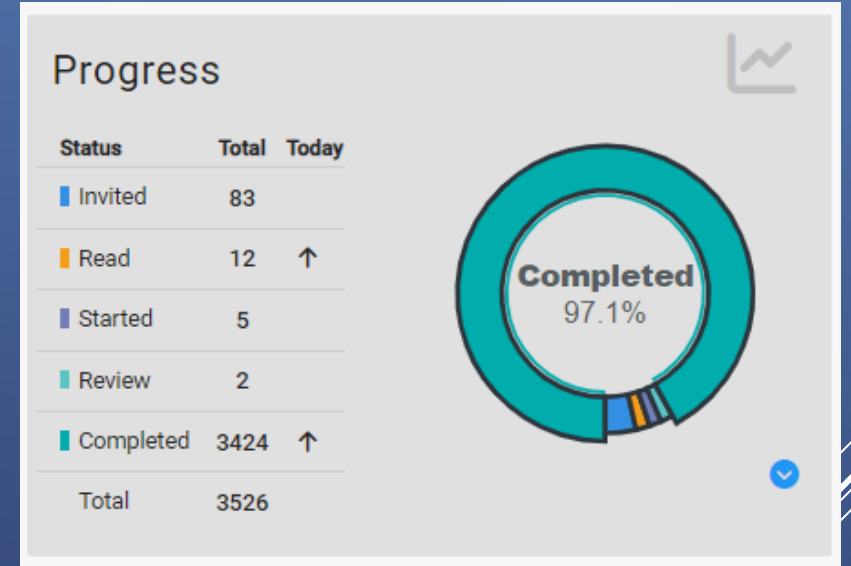 Progress
Status Total Today
Invited 83
Read 12 ↑
Started 5
Review 2
Completed 3424 ↑
Total 3526
Completed
97.1%